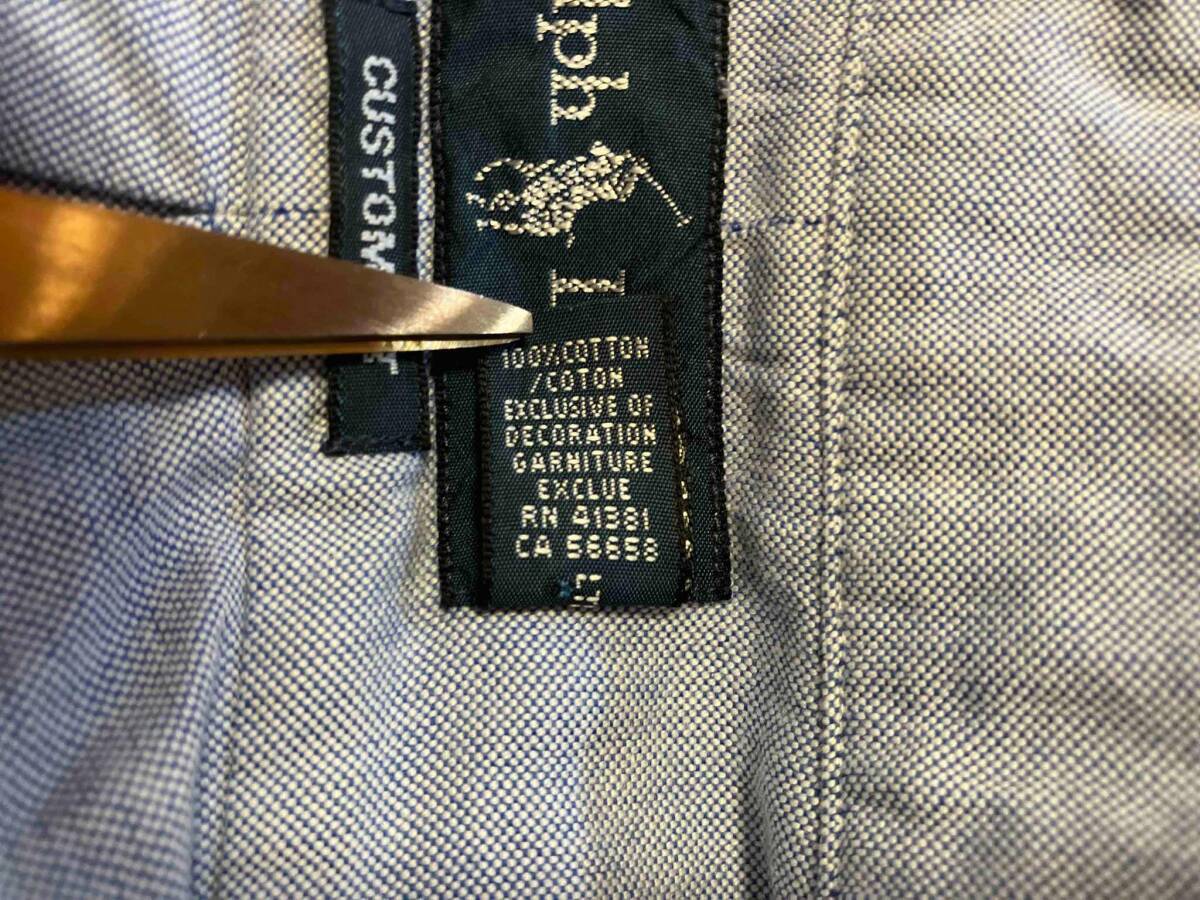 CUSTOM
lph L
100% COTTON
/COTON
EXCLUSIVE OF
DECORATION
GARNITURE
EXCLUE
RN 41381
CA 56658